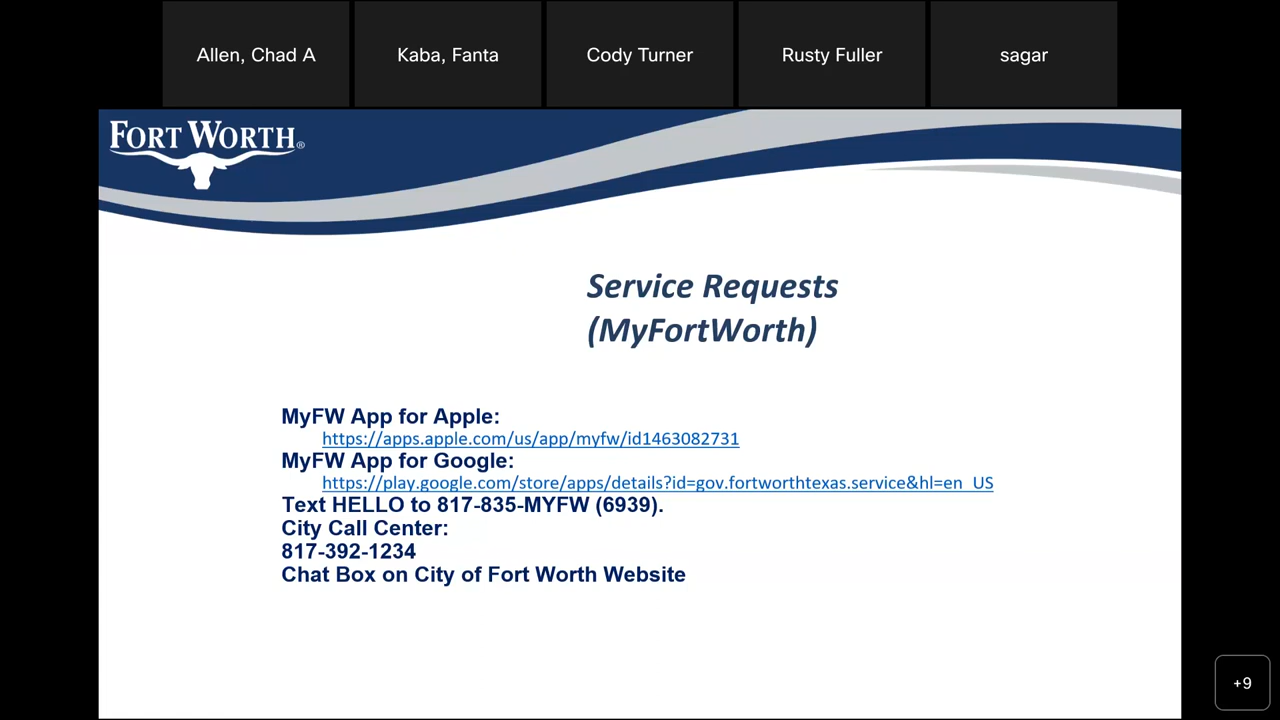 Allen, Chad A
Kaba, Fanta
Cody Turner
Rusty Fuller
sagar
FORT WORTH®
Service Requests
(MyFortWorth)
MyFW App for Apple:
https://apps.apple.com/us/app/myfw/id1463082731
MyFW App for Google:
https://play.google.com/store/apps/details?id=gov.fortworthtexas.service&hl=en_US
Text HELLO to 817-835-MYFW (6939).
City Call Center:
817-392-1234
Chat Box on City of Fort Worth Website
+9